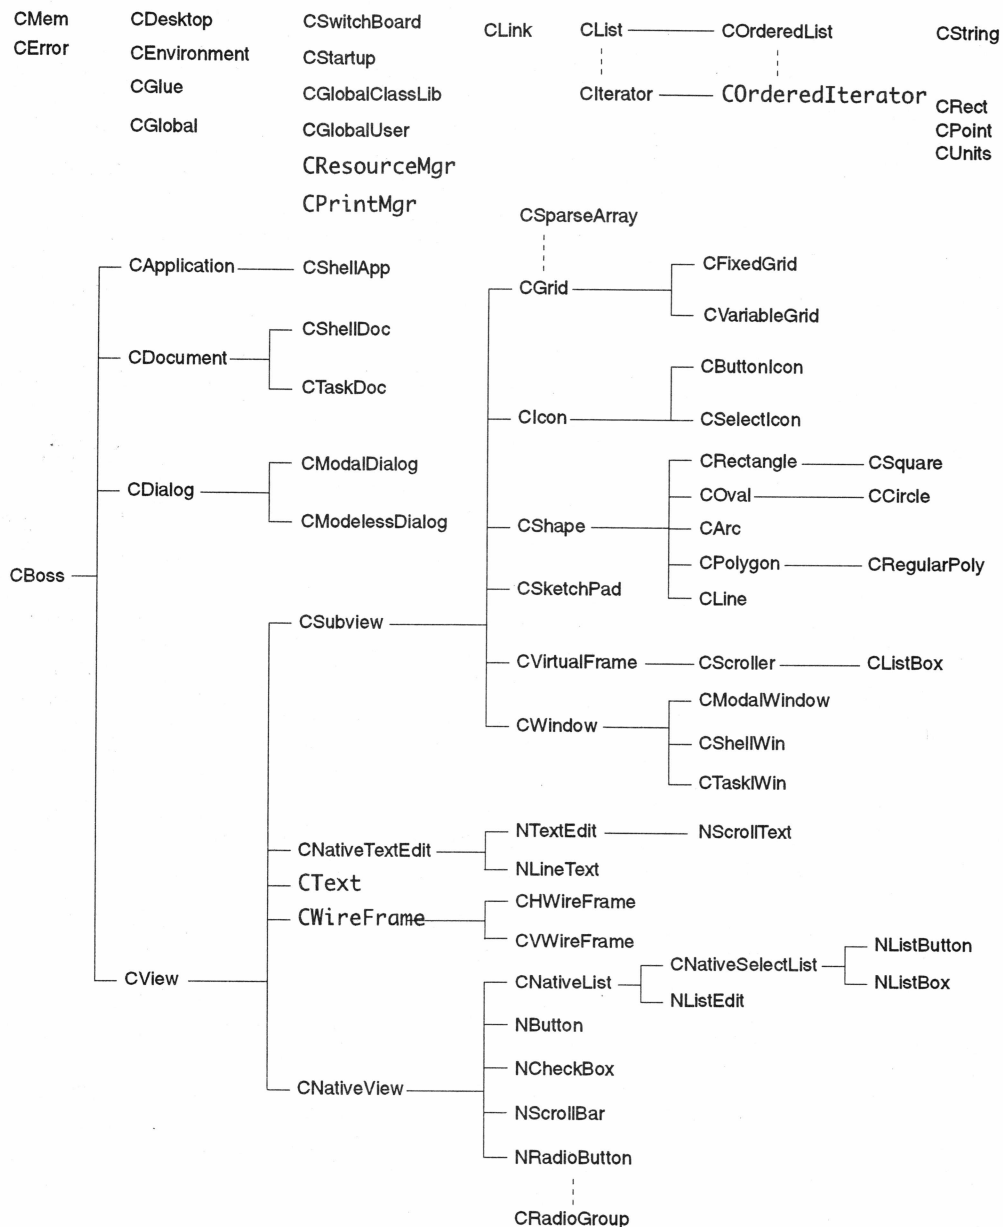 CMem CDesktop CSwitchBoard CLink CList COrderedList CString
CError CEnvironment CStartup
CGlue CGlobalClassLib CIterator COrderedIterator CRect
CGlobal CGlobalUser CPoint
CUnits
CResourceMgr
CPrintMgr
CSparseArray
CApplication CShellApp CGrid CFixedGrid
CVariableGrid
CShellDoc
CDocument
CTaskDoc
CButtonIcon
CIcon CSelectIcon
CModalDialog CRectangle CSquare
CDialog COval CCircle
CModelessDialog CShape CArc
CBoss CPolygon CRegularPoly
CSketchPad CLine
CSubview
CVirtualFrame CScroller CListBox
CModalWindow
CWindow
CShellWin
CTasklWin
CNativeTextEdit NTextEdit NScrollText
NLineText
CText
CWireFrame CHWireFrame
CVWireFrame
CView CNativeList CNativeSelectList NListButton
NListEdit NListBox
NButton
NCheckBox
CNativeView
NScrollBar
NRadioButton
CRadioGroup